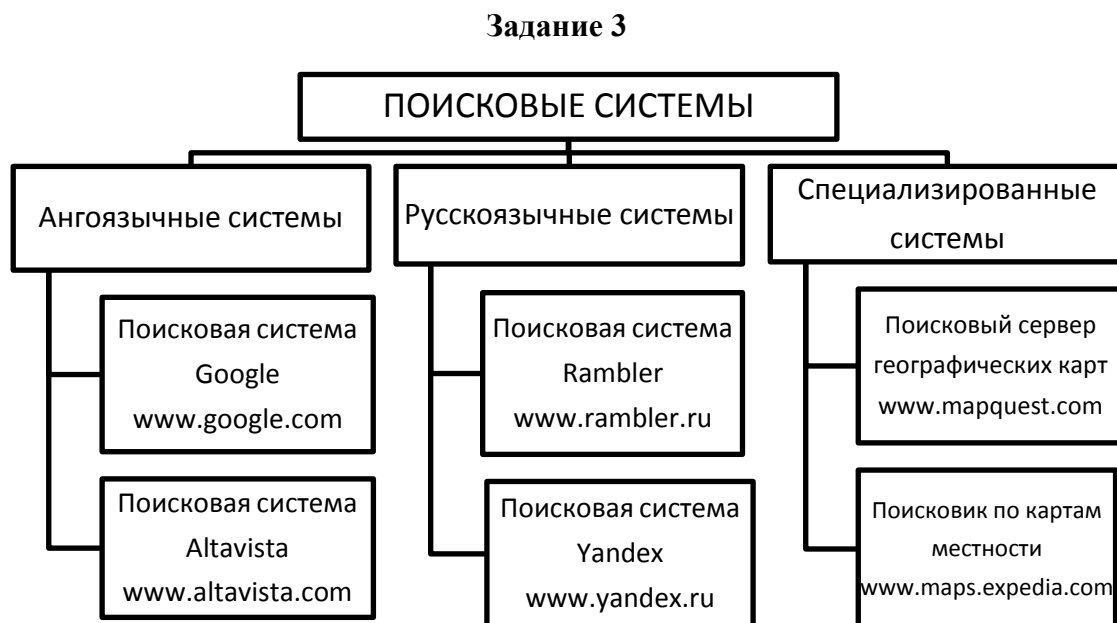 Задание 3
ПОИСКОВЫЕ СИСТЕМЫ
Ангоязычные системы
Поисковая система
Google
www.google.com
Поисковая система
Altavista
www.altavista.com
Русскоязычные системы
Поисковая система
Rambler
www.rambler.ru
Поисковая система
Yandex
www.yandex.ru
Специализированные
системы
Поисковый сервер
географических карт
www.mapquest.com
Поисковик по картам
местности
www.maps.expedia.com